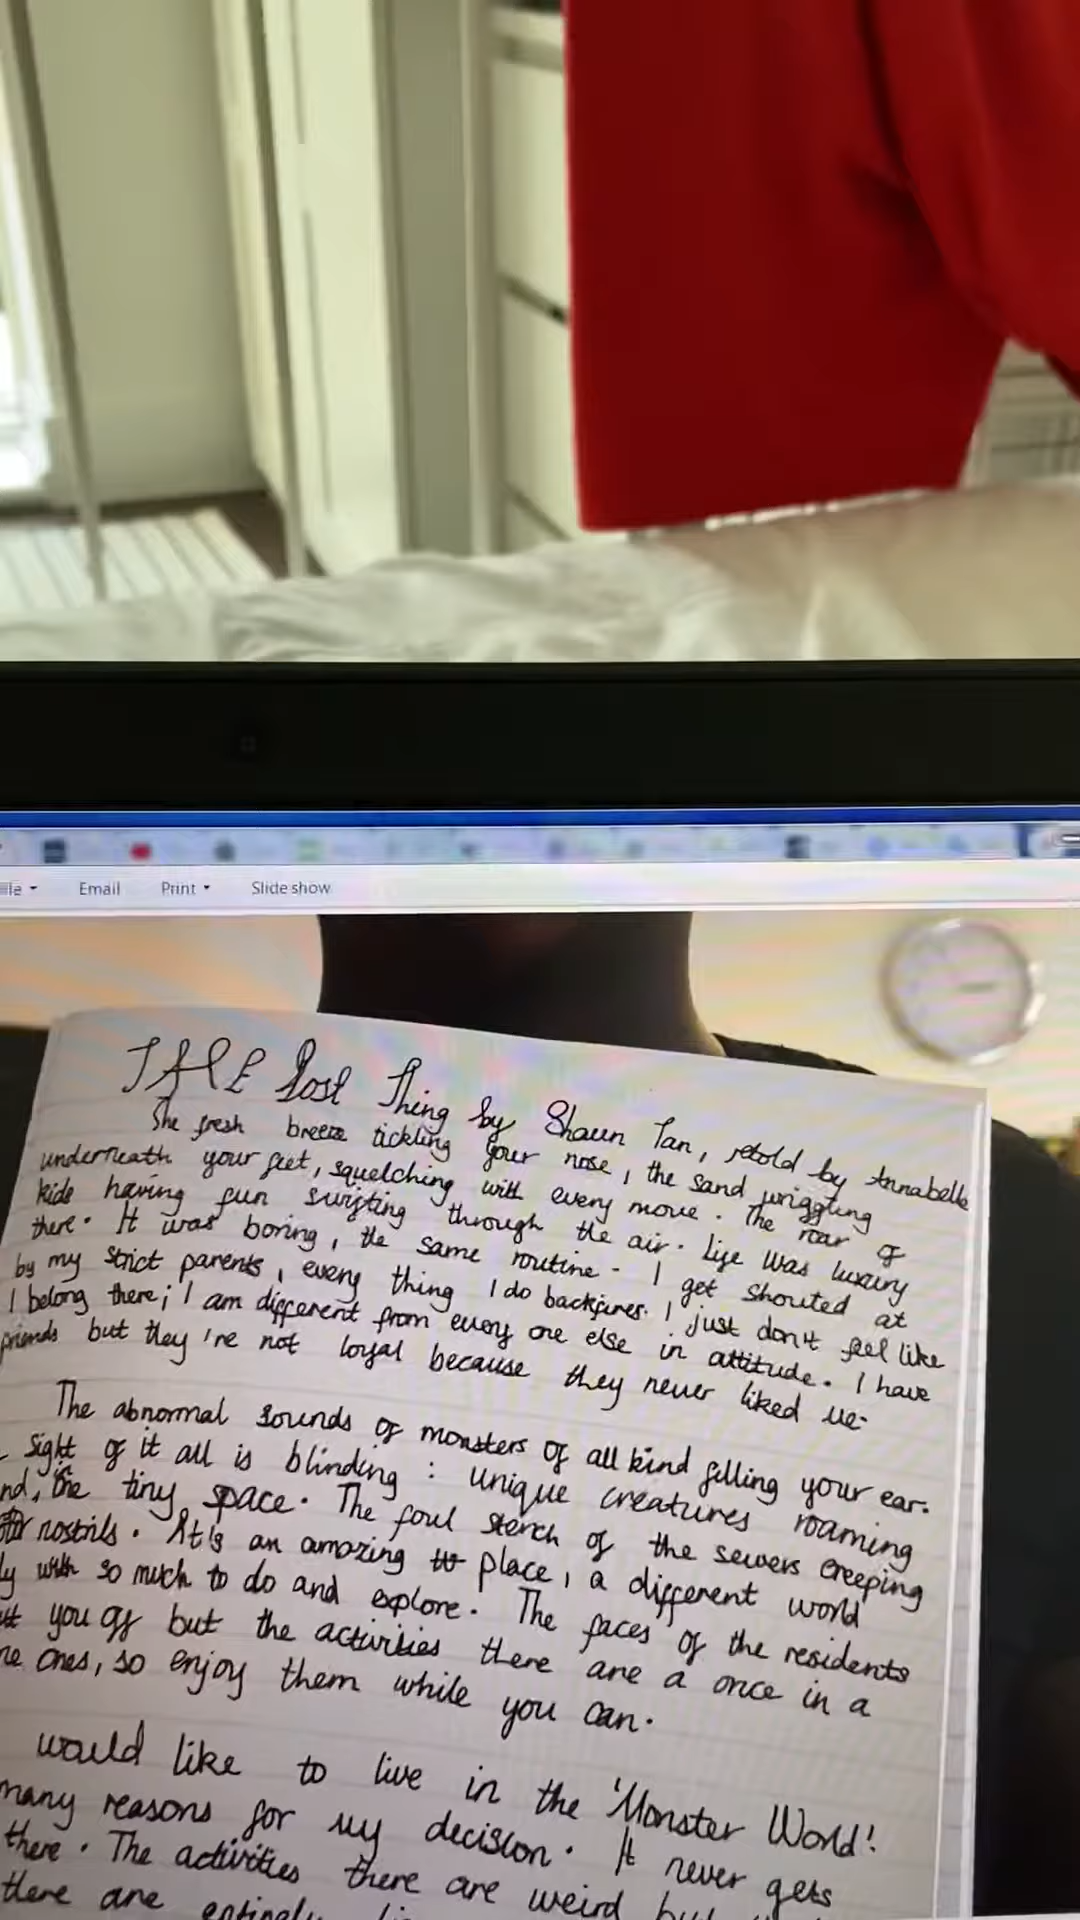 Email Print Slide show
THE Lost Thing by Shaun Tan, retold by Annabelle
The fresh breeze tickling your nose, the sand wriggling
underneath your feet, squelching with every move. The roar of
kids having fun swifting through the air. Life was luxury
there. It was boring, the same routine. I get shouted at
by my strict parents, every thing I do backfires. I just don't feel like
I belong there; I am different from every one else in attitude. I have
friends but they 're not loyal because they never liked me.
The abnormal sounds of monsters of all kind filling your ear.
sight of it all is blinding : unique creatures roaming
the tiny space. The foul stench of the sewers creeping
nostrils. It's an amazing place, a different world
with so much to do and explore. The faces of the residents
you off but the activities there are a once in a
ones, so enjoy them while you can.
would like to live in the 'Monster World!
many reasons for my decision. It never gets
there. The activities there are weird but
there are entirely